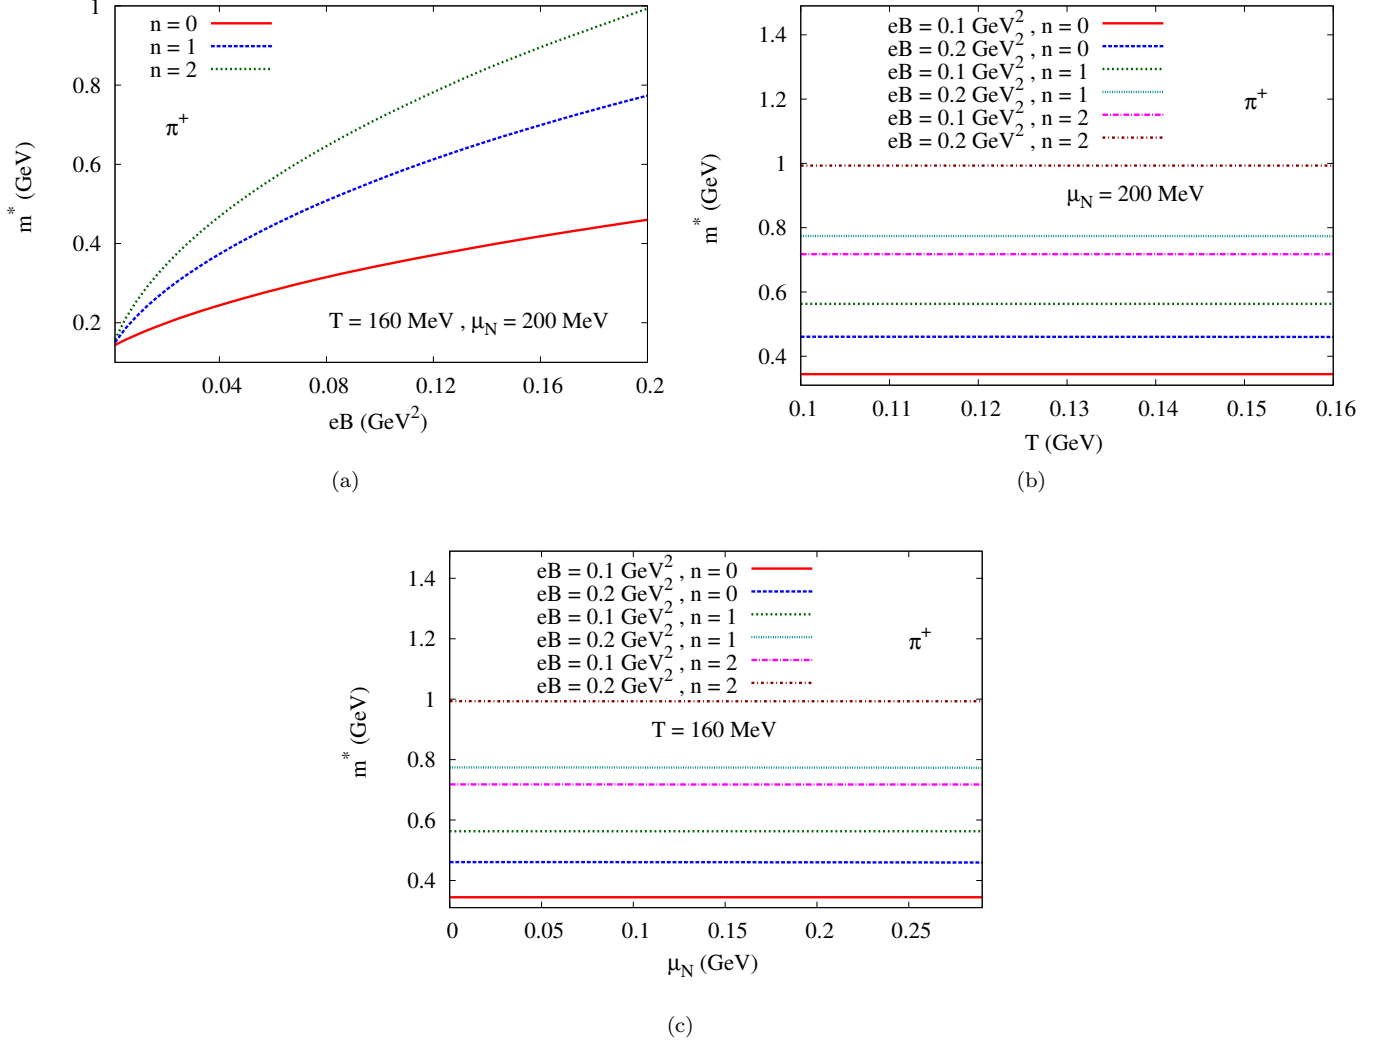 n = 0
n = 1
n = 2
π+
T = 160 MeV , μN = 200 MeV
1
0.8
0.6
0.4
0.2
m* (GeV)
0.04 0.08 0.12 0.16 0.2
eB (GeV2)
(a)
eB = 0.1 GeV2 , n = 0
eB = 0.2 GeV2 , n = 0
eB = 0.1 GeV2 , n = 1
eB = 0.2 GeV2 , n = 1
eB = 0.1 GeV2 , n = 2
eB = 0.2 GeV2 , n = 2
π+
μN = 200 MeV
1.4
1.2
1
0.8
0.6
0.4
m* (GeV)
0.1 0.11 0.12 0.13 0.14 0.15 0.16
T (GeV)
(b)
eB = 0.1 GeV2 , n = 0
eB = 0.2 GeV2 , n = 0
eB = 0.1 GeV2 , n = 1
eB = 0.2 GeV2 , n = 1
eB = 0.1 GeV2 , n = 2
eB = 0.2 GeV2 , n = 2
π+
T = 160 MeV
1.4
1.2
1
0.8
0.6
0.4
m* (GeV)
0 0.05 0.1 0.15 0.2 0.25
μN (GeV)
(c)